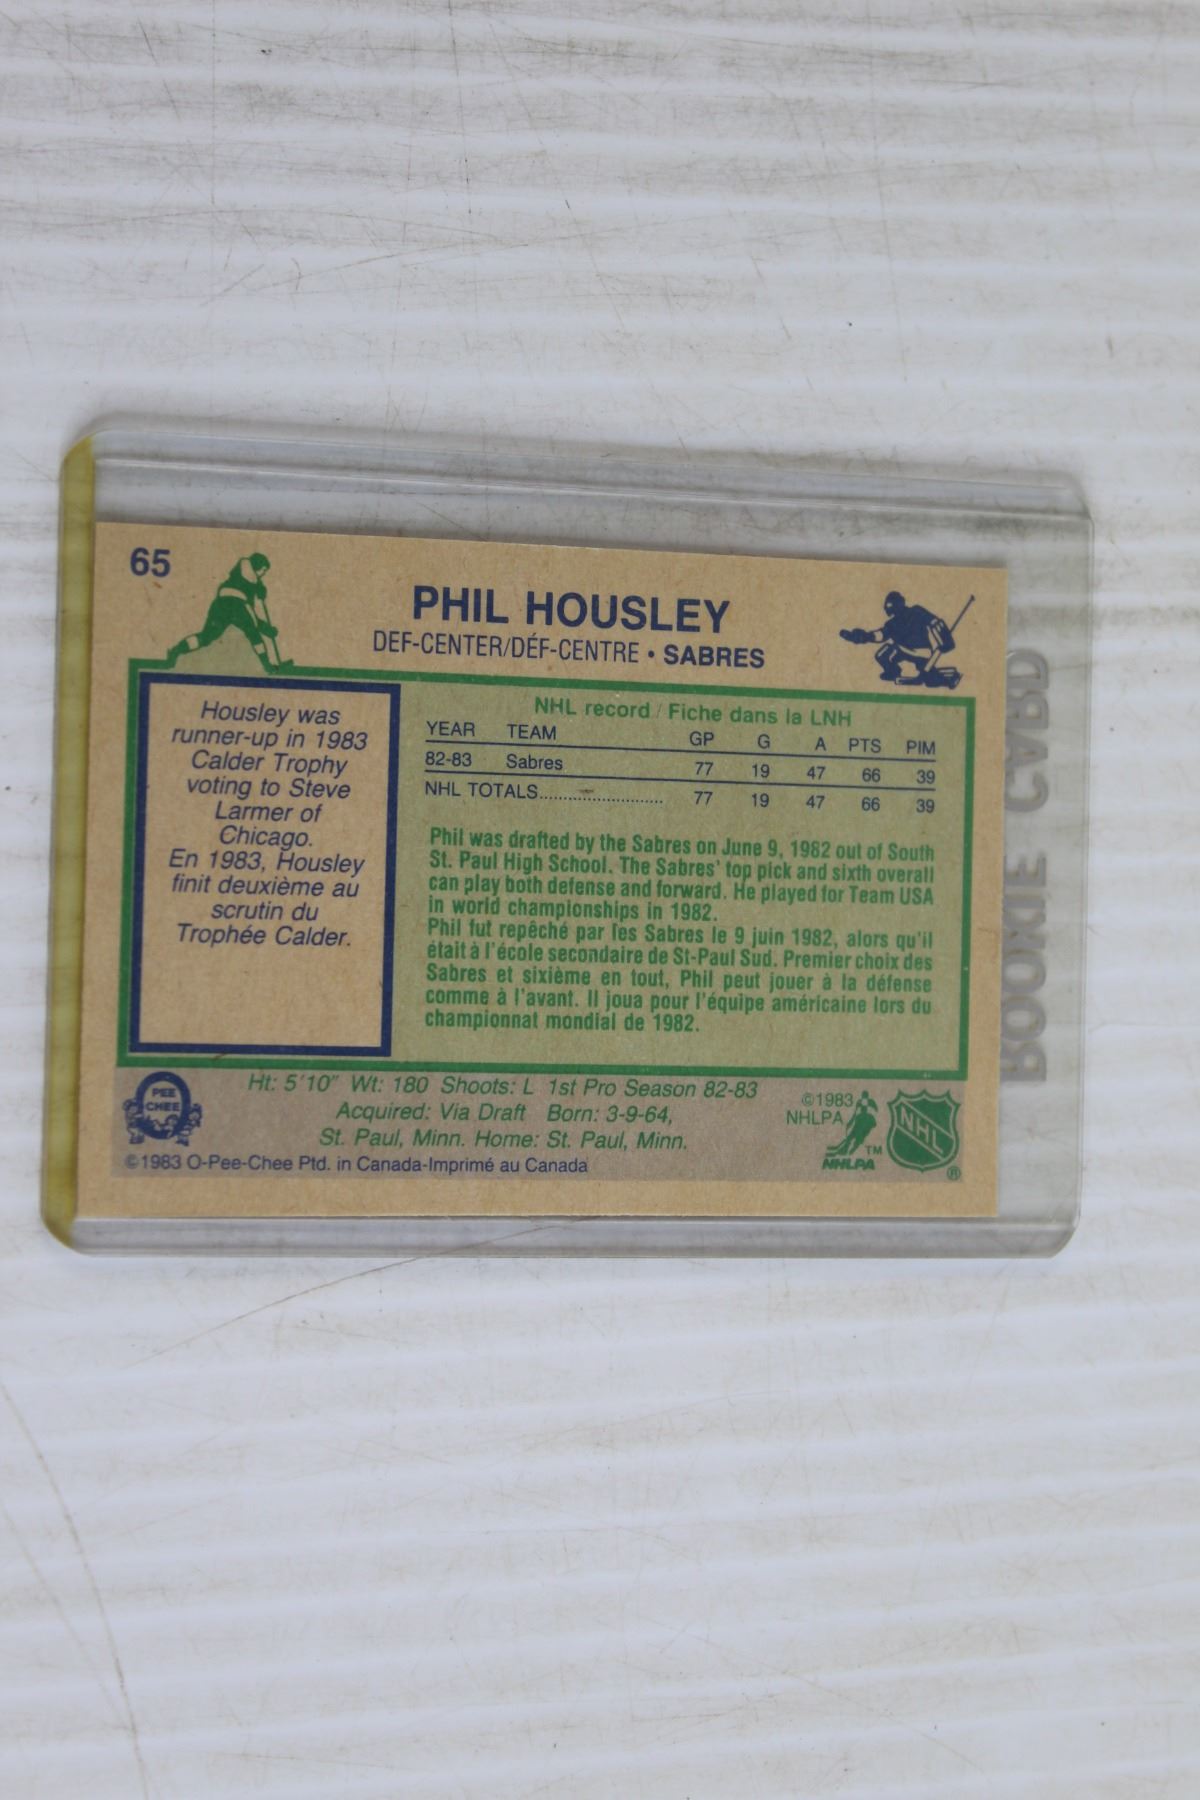 65
PHIL HOUSLEY
DEF-CENTER/DÉF-CENTRE • SABRES
Housley was
runner-up in 1983
Calder Trophy
voting to Steve
Larmer of
Chicago.
En 1983, Housley
finit deuxième au
scrutin du
Trophée Calder.
NHL record / Fiche dans la LNH
YEAR TEAM GP G A PTS PIM
82-83 Sabres 77 19 47 66 39
NHL TOTALS.......................... 77 19 47 66 39
Phil was drafted by the Sabres on June 9, 1982 out of South
St. Paul High School. The Sabres' top pick and sixth overall
can play both defense and forward. He played for Team USA
in world championships in 1982.
Phil fut repêché par les Sabres le 9 juin 1982, alors qu'il
était à l'école secondaire de St-Paul Sud. Premier choix des
Sabres et sixième en tout, Phil peut jouer à la défense
comme à l'avant. Il joua pour l'équipe américaine lors du
championnat mondial de 1982.
PEE
CHEE
Ht: 5'10" Wt: 180 Shoots: L 1st Pro Season 82-83
Acquired: Via Draft Born: 3-9-64,
St. Paul, Minn. Home: St. Paul, Minn.
©1983 O-Pee-Chee Ptd. in Canada-Imprimé au Canada
©1983
NHLPA
TM
NHLPA
NHL
®
ROOKIE CARD